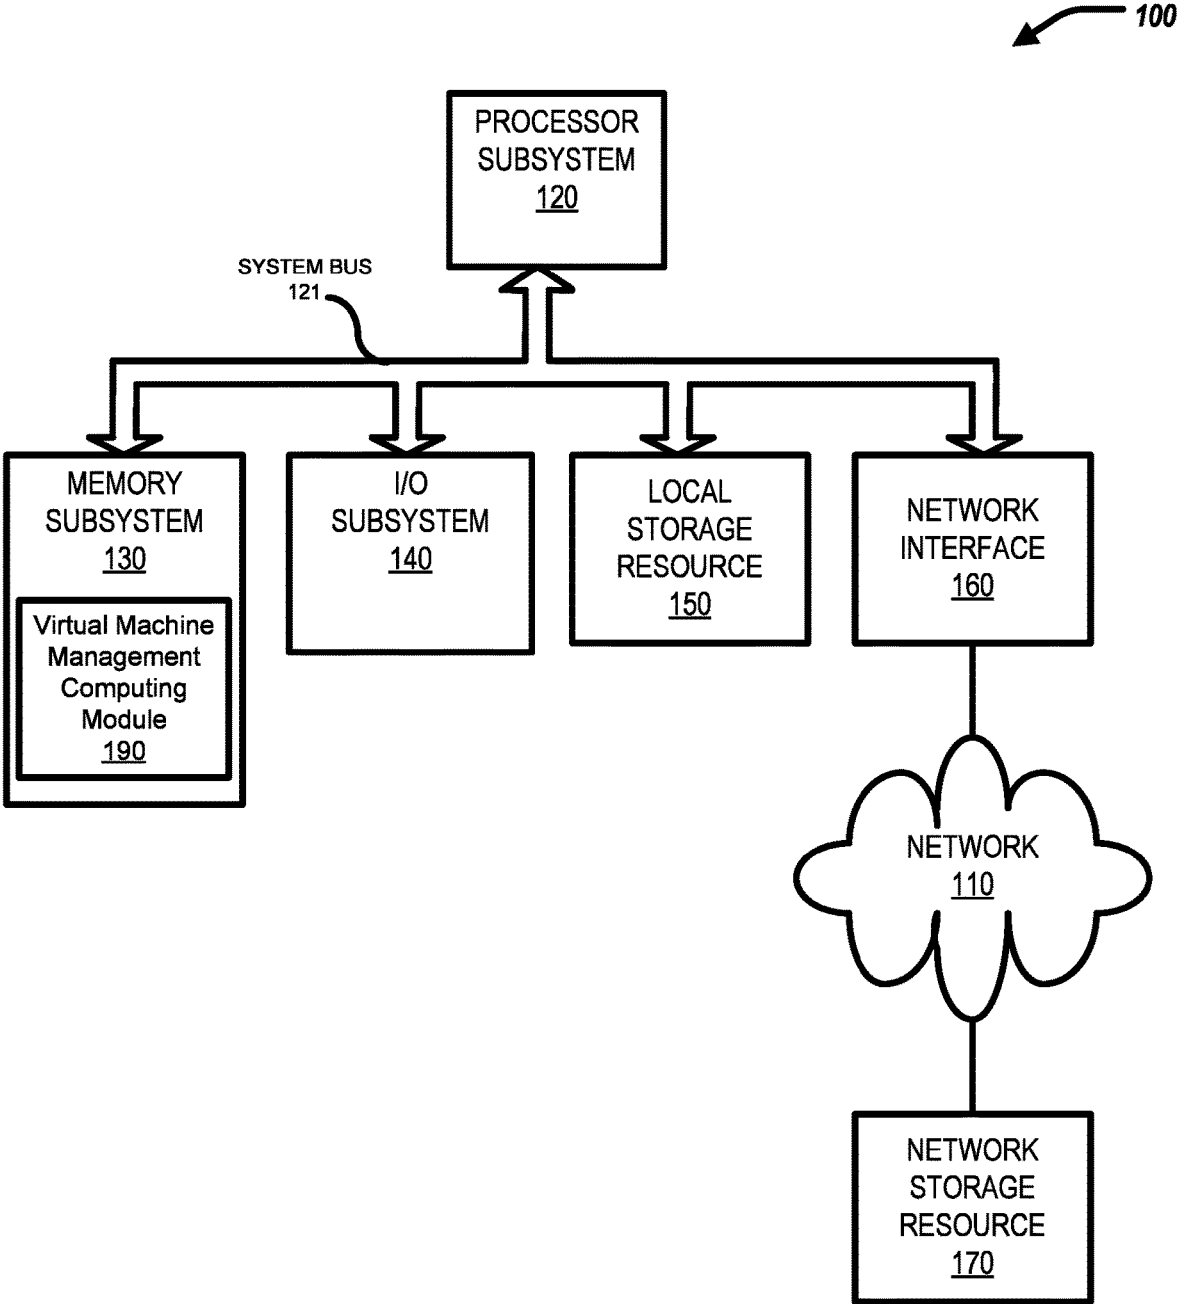 100
PROCESSOR
SUBSYSTEM
120
SYSTEM BUS
121
MEMORY
SUBSYSTEM
130
Virtual Machine
Management
Computing
Module
190
I/O
SUBSYSTEM
140
LOCAL
STORAGE
RESOURCE
150
NETWORK
INTERFACE
160
NETWORK
110
NETWORK
STORAGE
RESOURCE
170